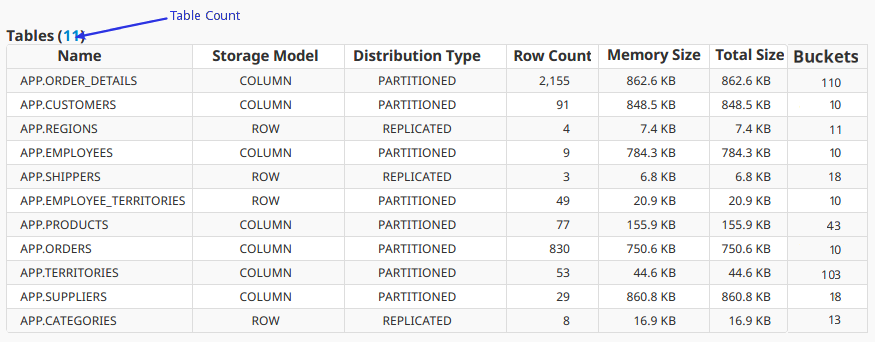 Table Count
Tables (11)
Name Storage Model Distribution Type Row Count Memory Size Total Size Buckets
APP.ORDER_DETAILS COLUMN PARTITIONED 2,155 862.6 KB 862.6 KB 110
APP.CUSTOMERS COLUMN PARTITIONED 91 848.5 KB 848.5 KB 10
APP.REGIONS ROW REPLICATED 4 7.4 KB 7.4 KB 11
APP.EMPLOYEES COLUMN PARTITIONED 9 784.3 KB 784.3 KB 10
APP.SHIPPERS ROW REPLICATED 3 6.8 KB 6.8 KB 18
APP.EMPLOYEE_TERRITORIES ROW PARTITIONED 49 20.9 KB 20.9 KB 10
APP.PRODUCTS COLUMN PARTITIONED 77 155.9 KB 155.9 KB 43
APP.ORDERS COLUMN PARTITIONED 830 750.6 KB 750.6 KB 10
APP.TERRITORIES COLUMN PARTITIONED 53 44.6 KB 44.6 KB 103
APP.SUPPLIERS COLUMN PARTITIONED 29 860.8 KB 860.8 KB 18
APP.CATEGORIES ROW REPLICATED 8 16.9 KB 16.9 KB 13